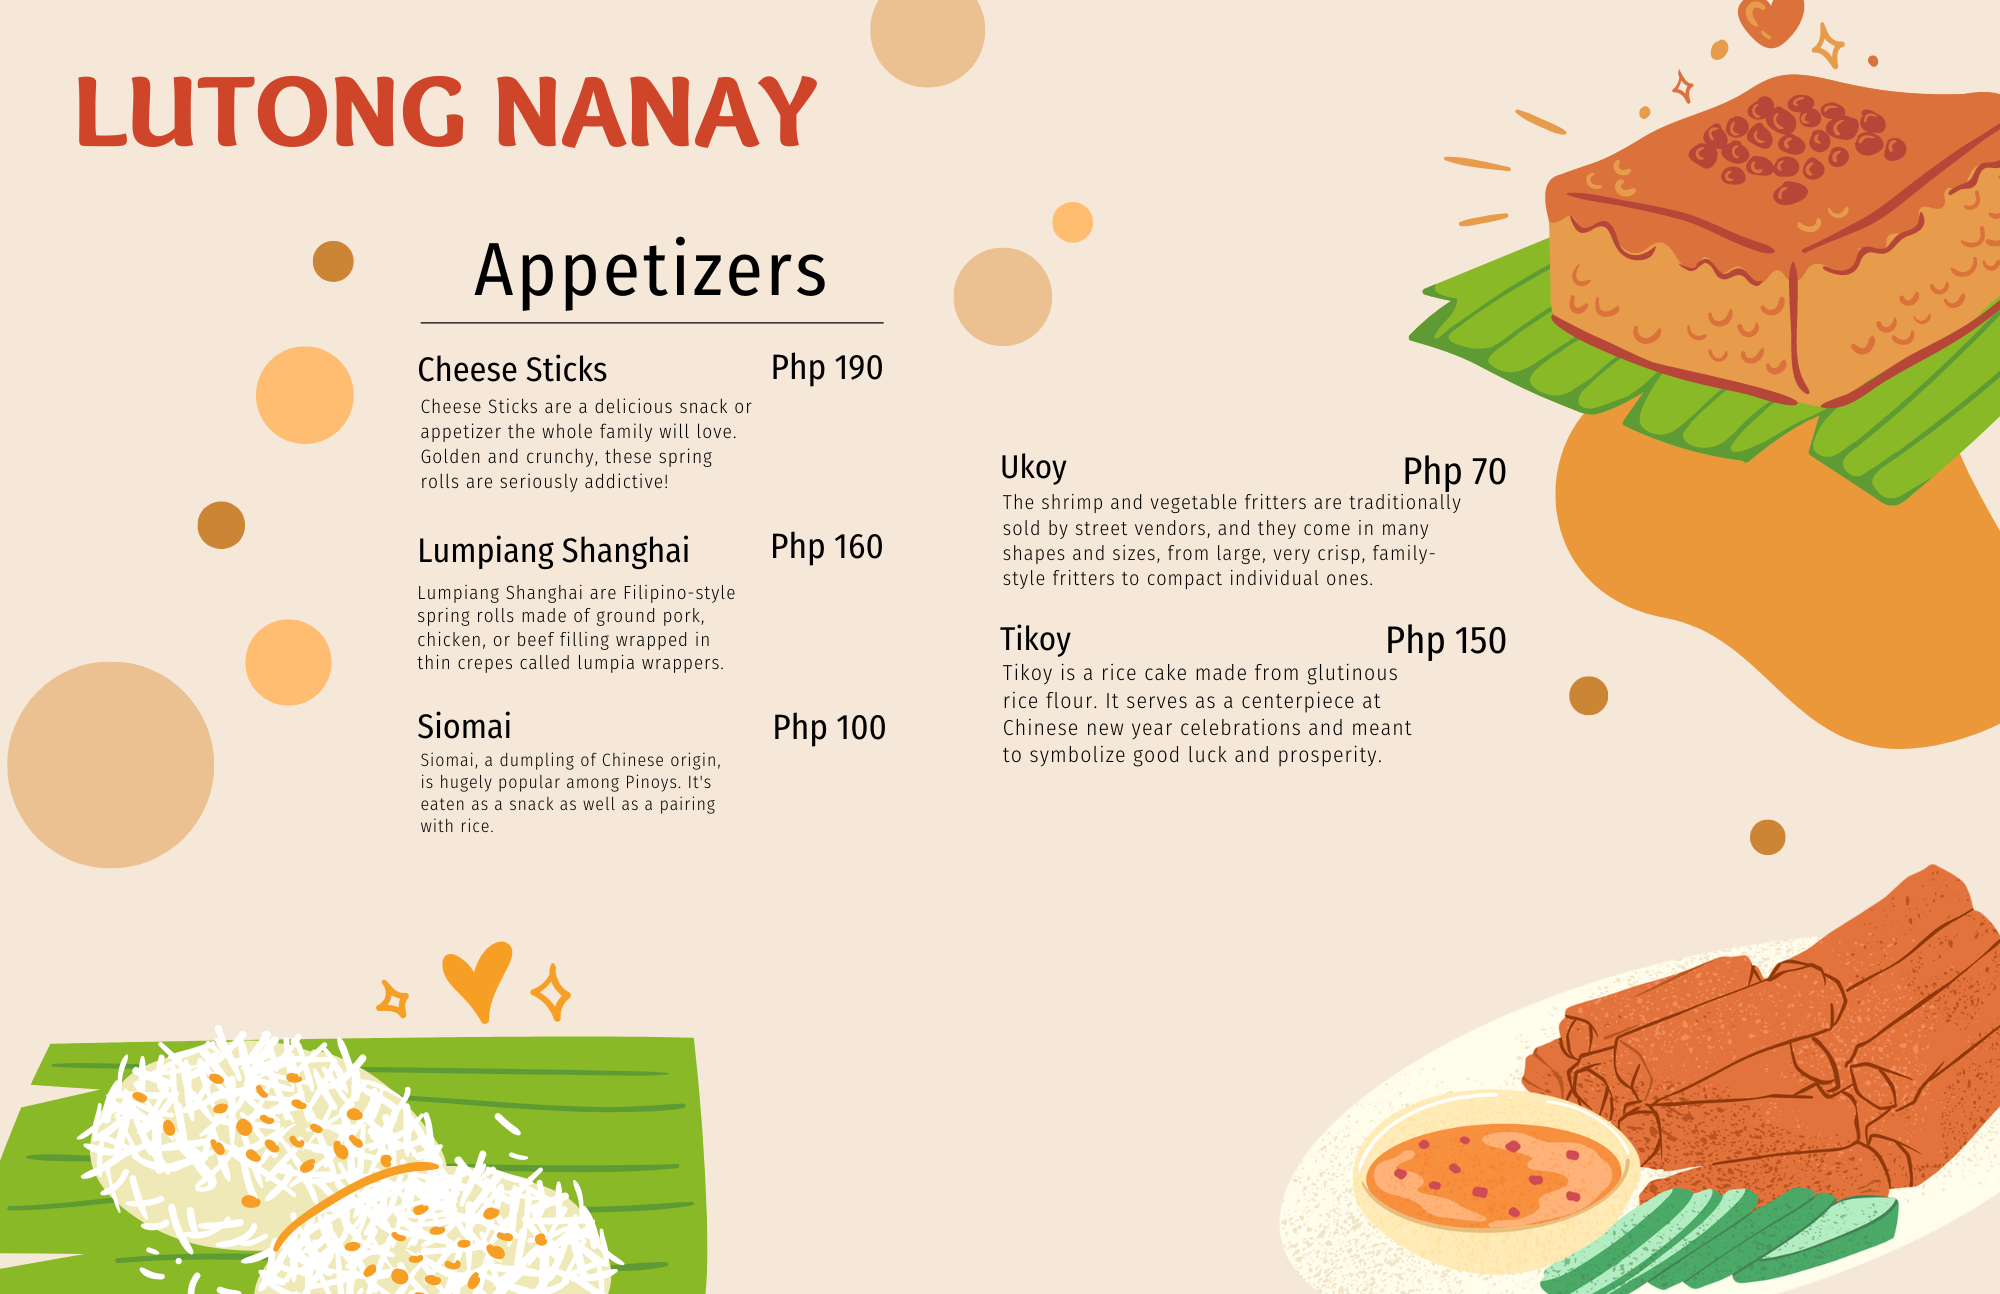 LUTONG NANAY
Appetizers
Cheese Sticks Php 190
Cheese Sticks are a delicious snack or
appetizer the whole family will love.
Golden and crunchy, these spring
rolls are seriously addictive!
Lumpiang Shanghai Php 160
Lumpiang Shanghai are Filipino-style
spring rolls made of ground pork,
chicken, or beef filling wrapped in
thin crepes called lumpia wrappers.
Siomai Php 100
Siomai, a dumpling of Chinese origin,
is hugely popular among Pinoys. It's
eaten as a snack as well as a pairing
with rice.
Ukoy Php 70
The shrimp and vegetable fritters are traditionally
sold by street vendors, and they come in many
shapes and sizes, from large, very crisp, family-
style fritters to compact individual ones.
Tikoy Php 150
Tikoy is a rice cake made from glutinous
rice flour. It serves as a centerpiece at
Chinese new year celebrations and meant
to symbolize good luck and prosperity.